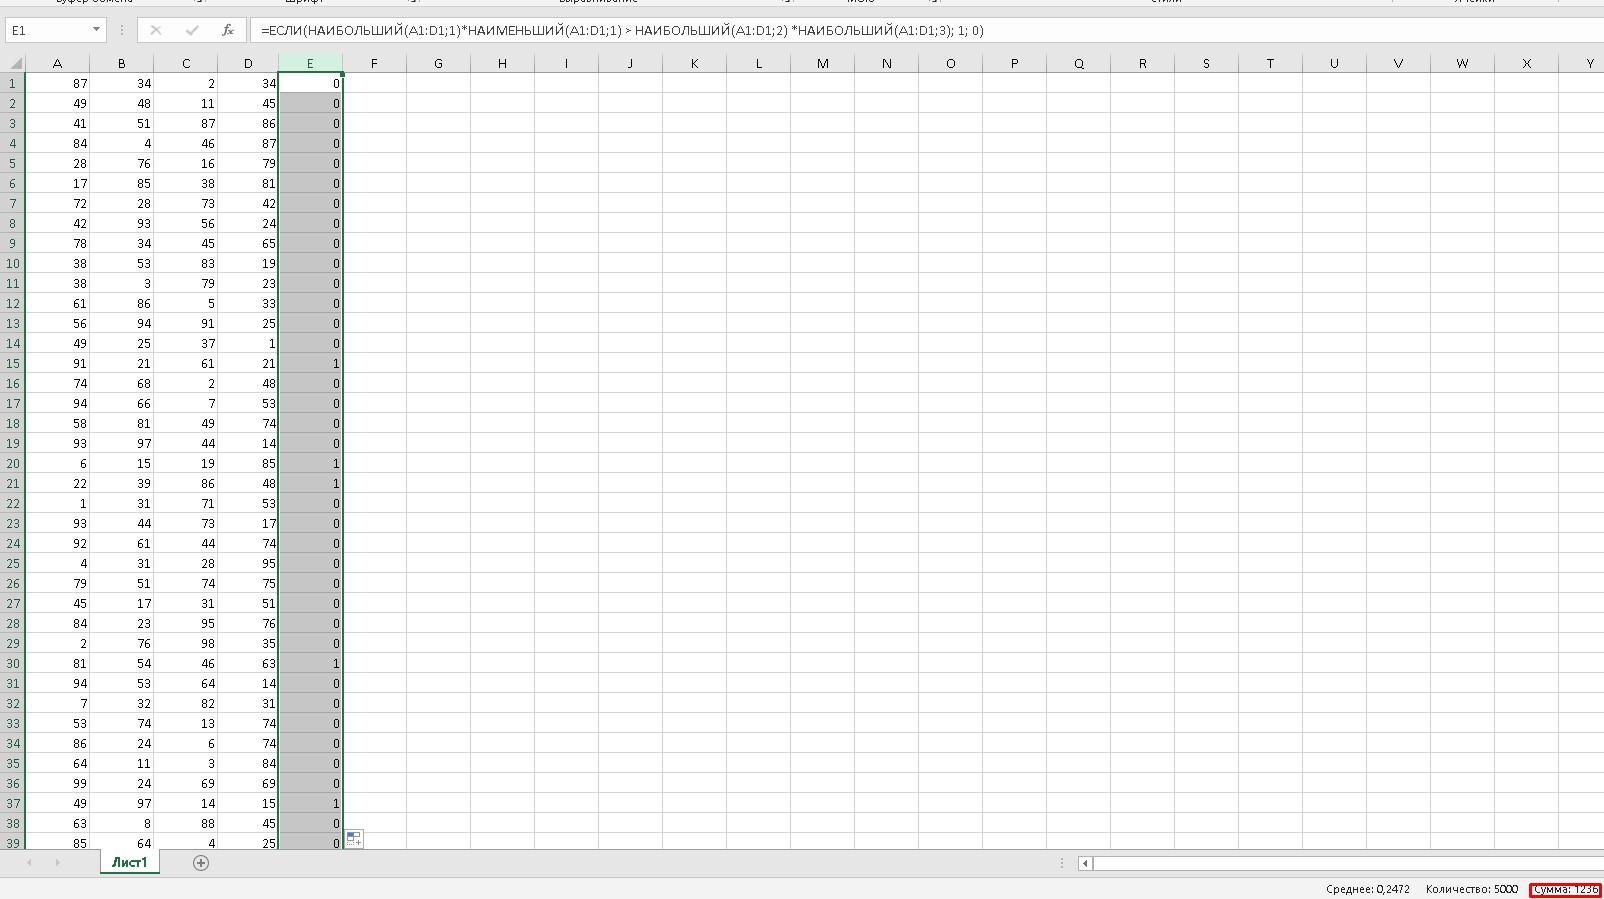 E1 =ЕСЛИ(НАИБОЛЬШИЙ(A1:D1;1)*НАИМЕНЬШИЙ(A1:D1;1) > НАИБОЛЬШИЙ(A1:D1;2) *НАИБОЛЬШИЙ(A1:D1;3); 1; 0)
A B C D E F G H I J K L M N O P Q R S T U V W X Y
1 87 34 2 34 0
2 49 48 11 45 0
3 41 51 87 86 0
4 84 4 46 87 0
5 28 76 16 79 0
6 17 85 38 81 0
7 72 28 73 42 0
8 42 93 56 24 0
9 78 34 45 65 0
10 38 53 83 19 0
11 38 3 79 23 0
12 61 86 5 33 0
13 56 94 91 25 0
14 49 25 37 1 0
15 91 21 61 21 1
16 74 68 2 48 0
17 94 66 7 53 0
18 58 81 49 74 0
19 93 97 44 14 0
20 6 15 19 85 1
21 22 39 86 48 1
22 1 31 71 53 0
23 93 44 73 17 0
24 92 61 44 74 0
25 4 31 28 95 0
26 79 51 74 75 0
27 45 17 31 51 0
28 84 23 95 76 0
29 2 76 98 35 0
30 81 54 46 63 1
31 94 53 64 14 0
32 7 32 82 31 0
33 53 74 13 74 0
34 86 24 6 74 0
35 64 11 3 84 0
36 99 24 69 69 0
37 49 97 14 15 1
38 63 8 88 45 0
39 85 64 4 25 0
Лист1
Среднее: 0,2472 Количество: 5000 Сумма: 1236